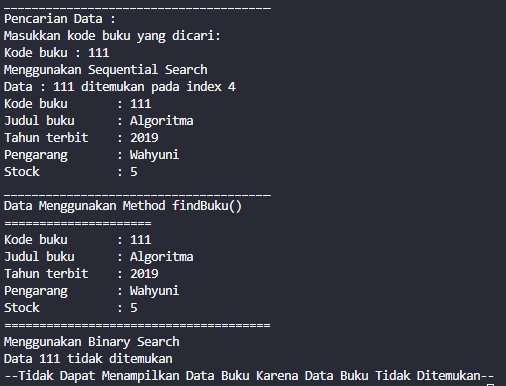 ______________________________________
Pencarian Data :
Masukkan kode buku yang dicari:
Kode buku : 111
Menggunakan Sequential Search
Data : 111 ditemukan pada index 4
Kode buku      : 111
Judul buku     : Algoritma
Tahun terbit   : 2019
Pengarang      : Wahyuni
Stock          : 5
______________________________________
Data Menggunakan Method findBuku()
=====================
Kode buku      : 111
Judul buku     : Algoritma
Tahun terbit   : 2019
Pengarang      : Wahyuni
Stock          : 5
======================================
Menggunakan Binary Search
Data 111 tidak ditemukan
--Tidak Dapat Menampilkan Data Buku Karena Data Buku Tidak Ditemukan--